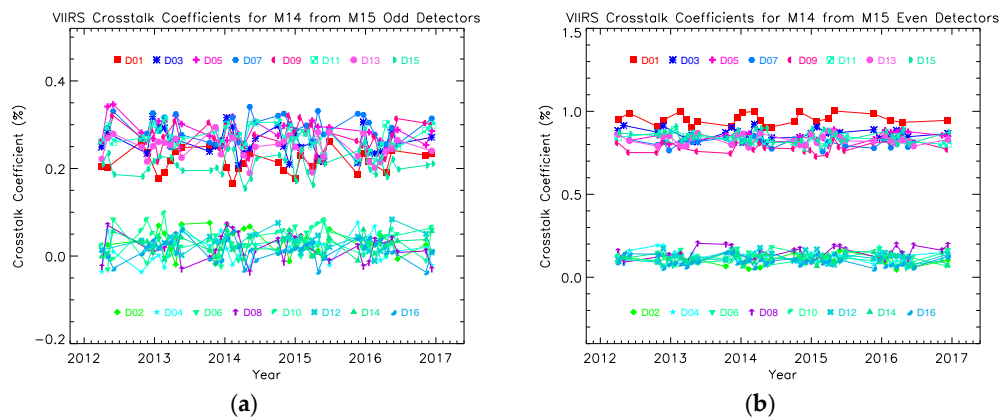 VIIRS Crosstalk Coefficients for M14 from M15 Odd Detectors
Crosstalk Coefficient (%)
0.4
0.2
0.0
−0.2
D01 D03 D05 D07 D09 D11 D13 D15
D02 D04 D06 D08 D10 D12 D14 D16
2012 2013 2014 2015 2016 2017
Year
(a)
VIIRS Crosstalk Coefficients for M14 from M15 Even Detectors
Crosstalk Coefficient (%)
1.5
1.0
0.5
0.0
D01 D03 D05 D07 D09 D11 D13 D15
D02 D04 D06 D08 D10 D12 D14 D16
2012 2013 2014 2015 2016 2017
Year
(b)